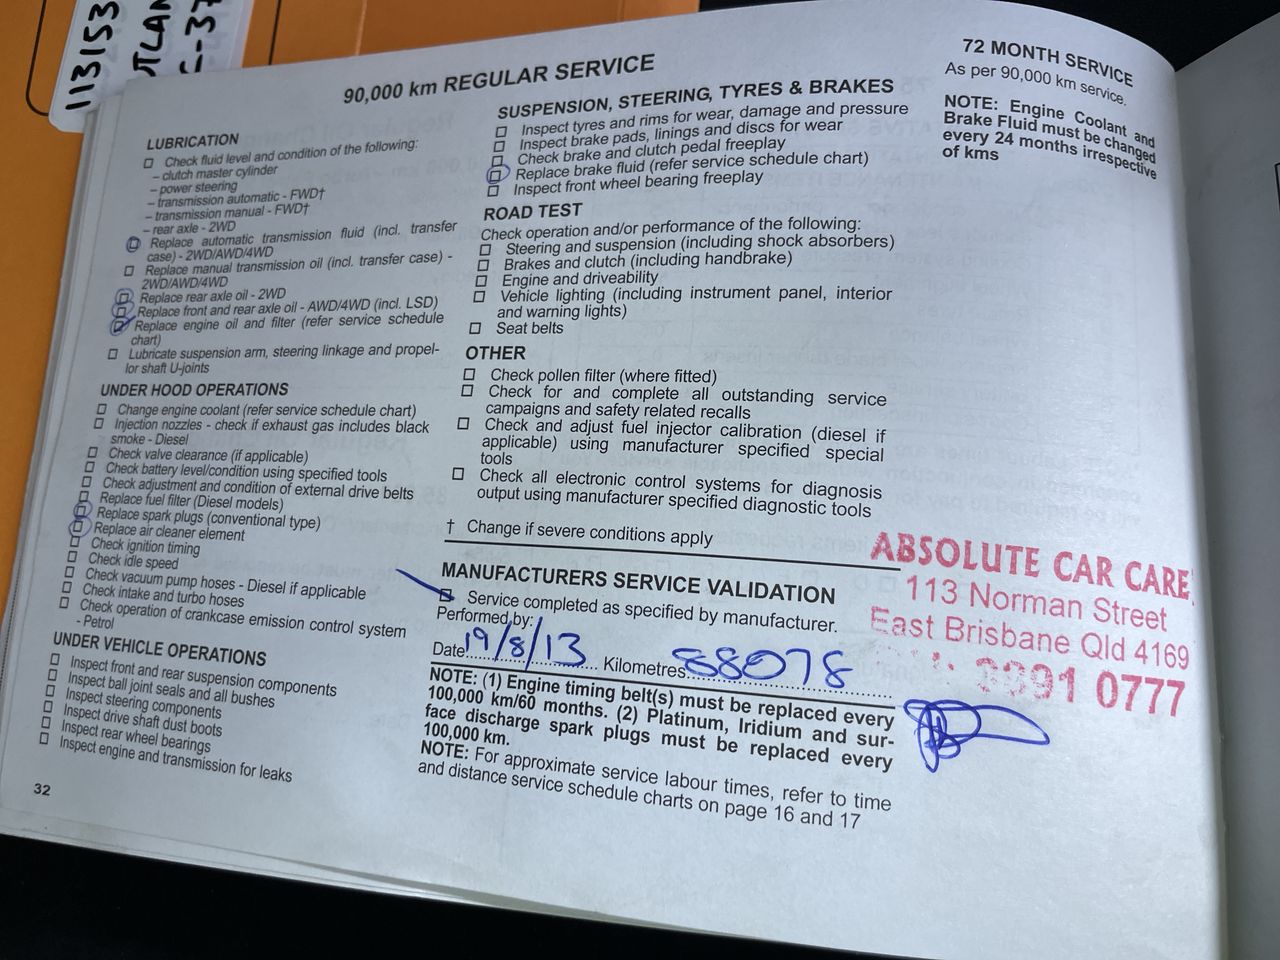 113153
90,000 km REGULAR SERVICE
LUBRICATION
Check fluid level and condition of the following:
– clutch master cylinder
– power steering
– transmission automatic - FWD†
– transmission manual - FWD†
– rear axle - 2WD
Replace automatic transmission fluid (incl. transfer
case) - 2WD/AWD/4WD
Replace manual transmission oil (incl. transfer case) -
2WD/AWD/4WD
Replace rear axle oil - 2WD
Replace front and rear axle oil - AWD/4WD (incl. LSD)
Replace engine oil and filter (refer service schedule
chart)
Lubricate suspension arm, steering linkage and propel-
lor shaft U-joints
UNDER HOOD OPERATIONS
Change engine coolant (refer service schedule chart)
Injection nozzles - check if exhaust gas includes black
smoke - Diesel
Check valve clearance (if applicable)
Check battery level/condition using specified tools
Check adjustment and condition of external drive belts
Replace fuel filter (Diesel models)
Replace spark plugs (conventional type)
Replace air cleaner element
Check ignition timing
Check idle speed
Check vacuum pump hoses - Diesel if applicable
Check intake and turbo hoses
Check operation of crankcase emission control system
- Petrol
UNDER VEHICLE OPERATIONS
Inspect front and rear suspension components
Inspect ball joint seals and all bushes
Inspect steering components
Inspect drive shaft dust boots
Inspect rear wheel bearings
Inspect engine and transmission for leaks
32
SUSPENSION, STEERING, TYRES & BRAKES
Inspect tyres and rims for wear, damage and pressure
Inspect brake pads, linings and discs for wear
Check brake and clutch pedal freeplay
Replace brake fluid (refer service schedule chart)
Inspect front wheel bearing freeplay
ROAD TEST
Check operation and/or performance of the following:
Steering and suspension (including shock absorbers)
Brakes and clutch (including handbrake)
Engine and driveability
Vehicle lighting (including instrument panel, interior
and warning lights)
Seat belts
OTHER
Check pollen filter (where fitted)
Check for and complete all outstanding service
campaigns and safety related recalls
Check and adjust fuel injector calibration (diesel if
applicable) using manufacturer specified special
tools
Check all electronic control systems for diagnosis
output using manufacturer specified diagnostic tools
† Change if severe conditions apply
MANUFACTURERS SERVICE VALIDATION
Service completed as specified by manufacturer.
Performed by:
Date 19/8/13 Kilometres 88078
NOTE: (1) Engine timing belt(s) must be replaced every
100,000 km/60 months. (2) Platinum, Iridium and sur-
face discharge spark plugs must be replaced every
100,000 km.
NOTE: For approximate service labour times, refer to time
and distance service schedule charts on page 16 and 17
72 MONTH SERVICE
As per 90,000 km service.
NOTE: Engine Coolant and
Brake Fluid must be changed
every 24 months irrespective
of kms
ABSOLUTE CAR CARE
113 Norman Street
East Brisbane Qld 4169
3891 0777